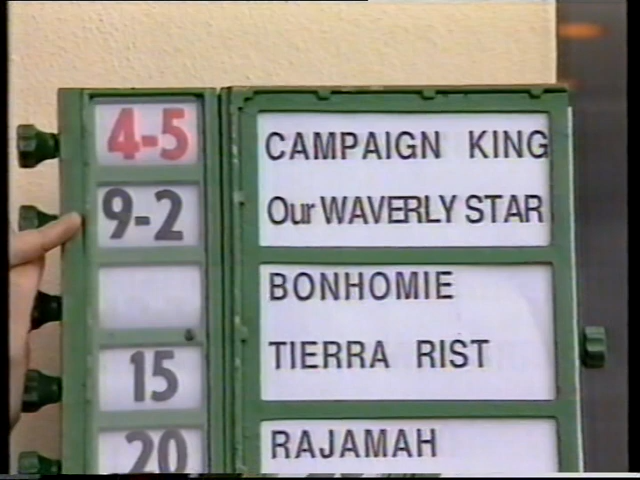 4-5 CAMPAIGN KING
9-2 Our WAVERLY STAR
BONHOMIE
15 TIERRA RIST
20 RAJAMAH